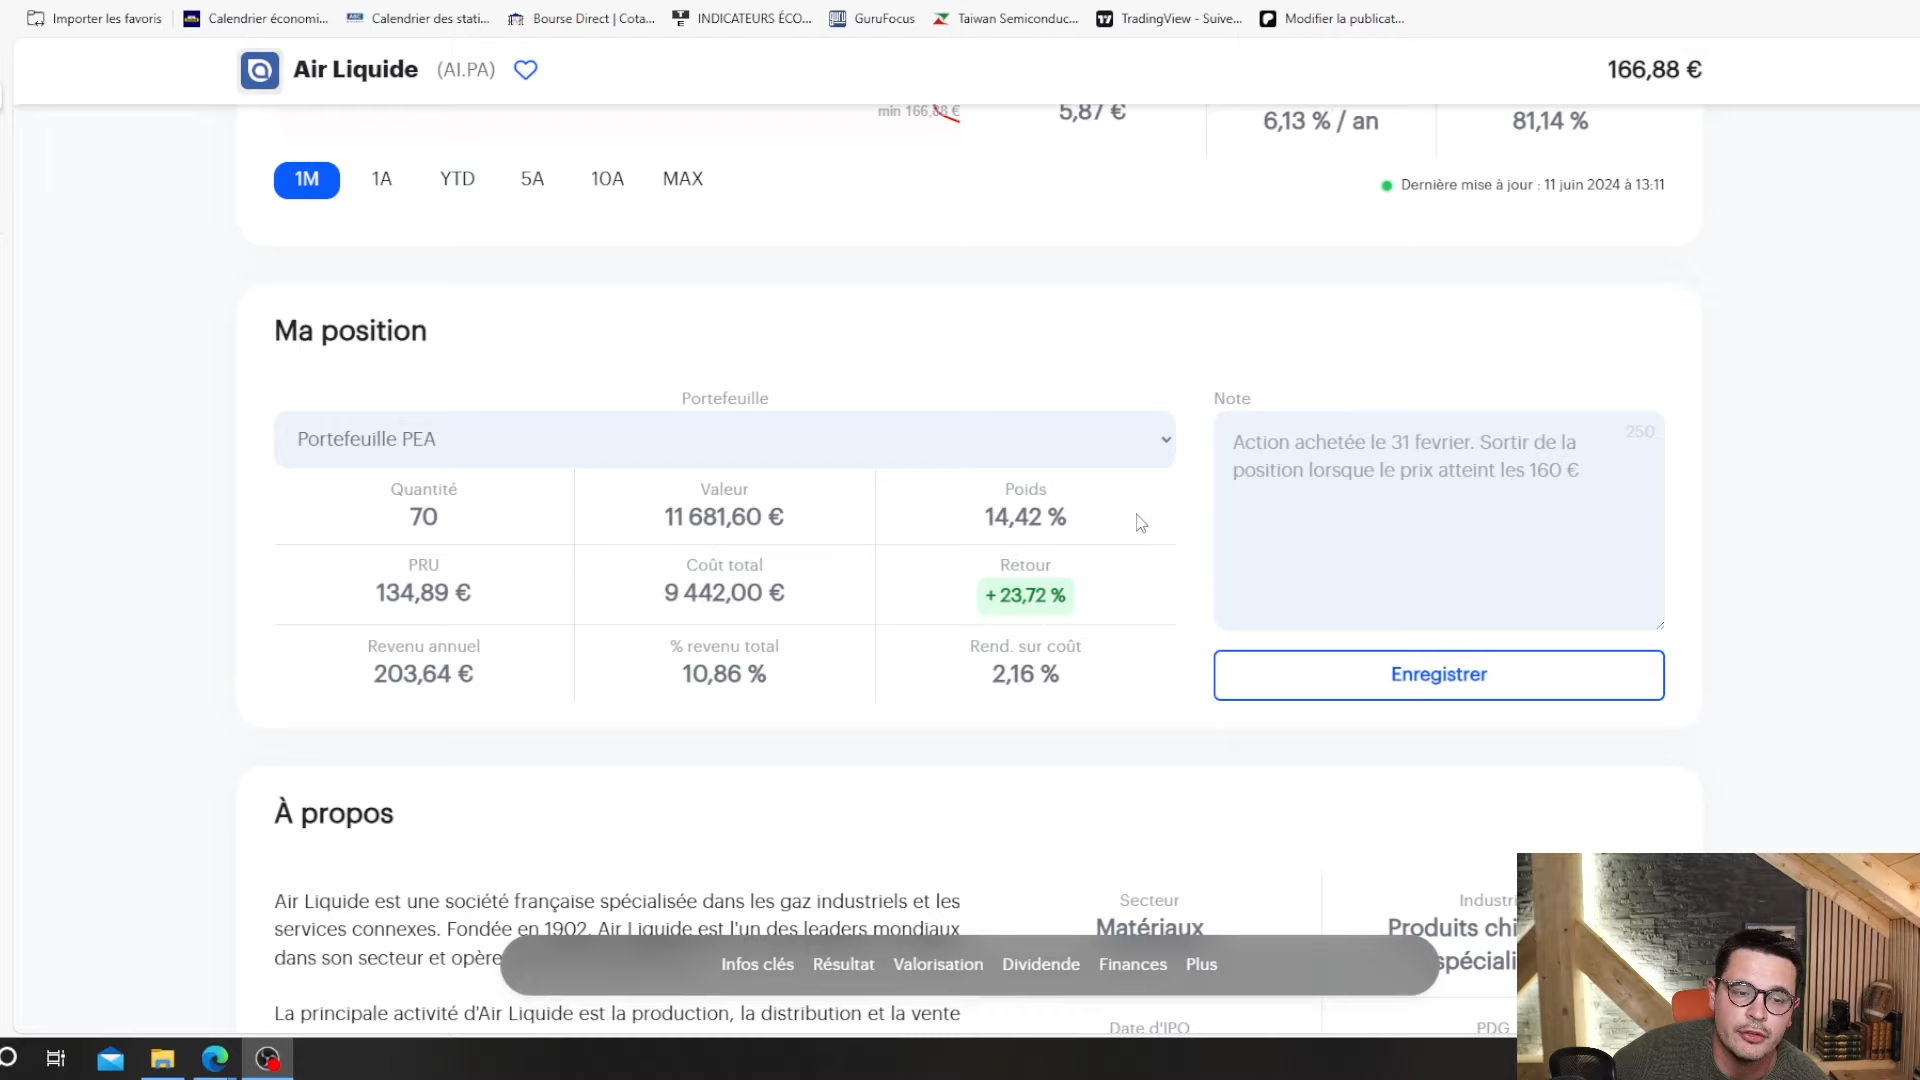 Importer les favoris
Calendrier économi...
Calendrier des stati...
Bourse Direct | Cota...
INDICATEURS ÉCO...
GuruFocus
Taiwan Semiconduc...
TradingView - Suive...
Modifier la publicat...
Air Liquide (AI.PA) 166,88 €
min 166,88 €
5,87 €
6,13 % / an
81,14 %
1M 1A YTD 5A 10A MAX
Dernière mise à jour : 11 juin 2024 à 13:11
Ma position
Portefeuille
Portefeuille PEA
Quantité
70
Valeur
11 681,60 €
Poids
14,42 %
PRU
134,89 €
Coût total
9 442,00 €
Retour
+ 23,72 %
Revenu annuel
203,64 €
% revenu total
10,86 %
Rend. sur coût
2,16 %
Note
250
Action achetée le 31 fevrier. Sortir de la
position lorsque le prix atteint les 160 €
Enregistrer
À propos
Air Liquide est une société française spécialisée dans les gaz industriels et les
services connexes. Fondée en 1902, Air Liquide est l'un des leaders mondiaux
dans son secteur et opère
La principale activité d'Air Liquide est la production, la distribution et la vente
Secteur
Matériaux
Industri
Produits chi
spéciali
Date d'IPO
PDG
Infos clés Résultat Valorisation Dividende Finances Plus